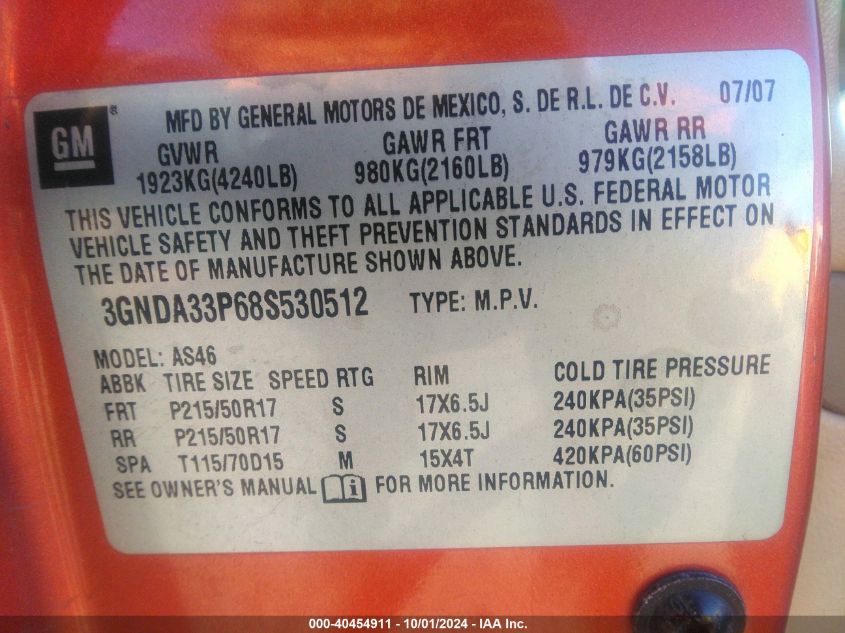 GM ® MFD BY GENERAL MOTORS DE MEXICO, S. DE R.L. DE C.V. 07/07
GVWR GAWR FRT GAWR RR
1923KG(4240LB) 980KG(2160LB) 979KG(2158LB)
THIS VEHICLE CONFORMS TO ALL APPLICABLE U.S. FEDERAL MOTOR
VEHICLE SAFETY AND THEFT PREVENTION STANDARDS IN EFFECT ON
THE DATE OF MANUFACTURE SHOWN ABOVE.
3GNDA33P68S530512 TYPE: M.P.V.
MODEL: AS46
ABBK TIRE SIZE SPEED RTG RIM COLD TIRE PRESSURE
FRT P215/50R17 S 17X6.5J 240KPA(35PSI)
RR P215/50R17 S 17X6.5J 240KPA(35PSI)
SPA T115/70D15 M 15X4T 420KPA(60PSI)
SEE OWNER'S MANUAL i FOR MORE INFORMATION.
000-40454911 - 10/01/2024 - IAA Inc.